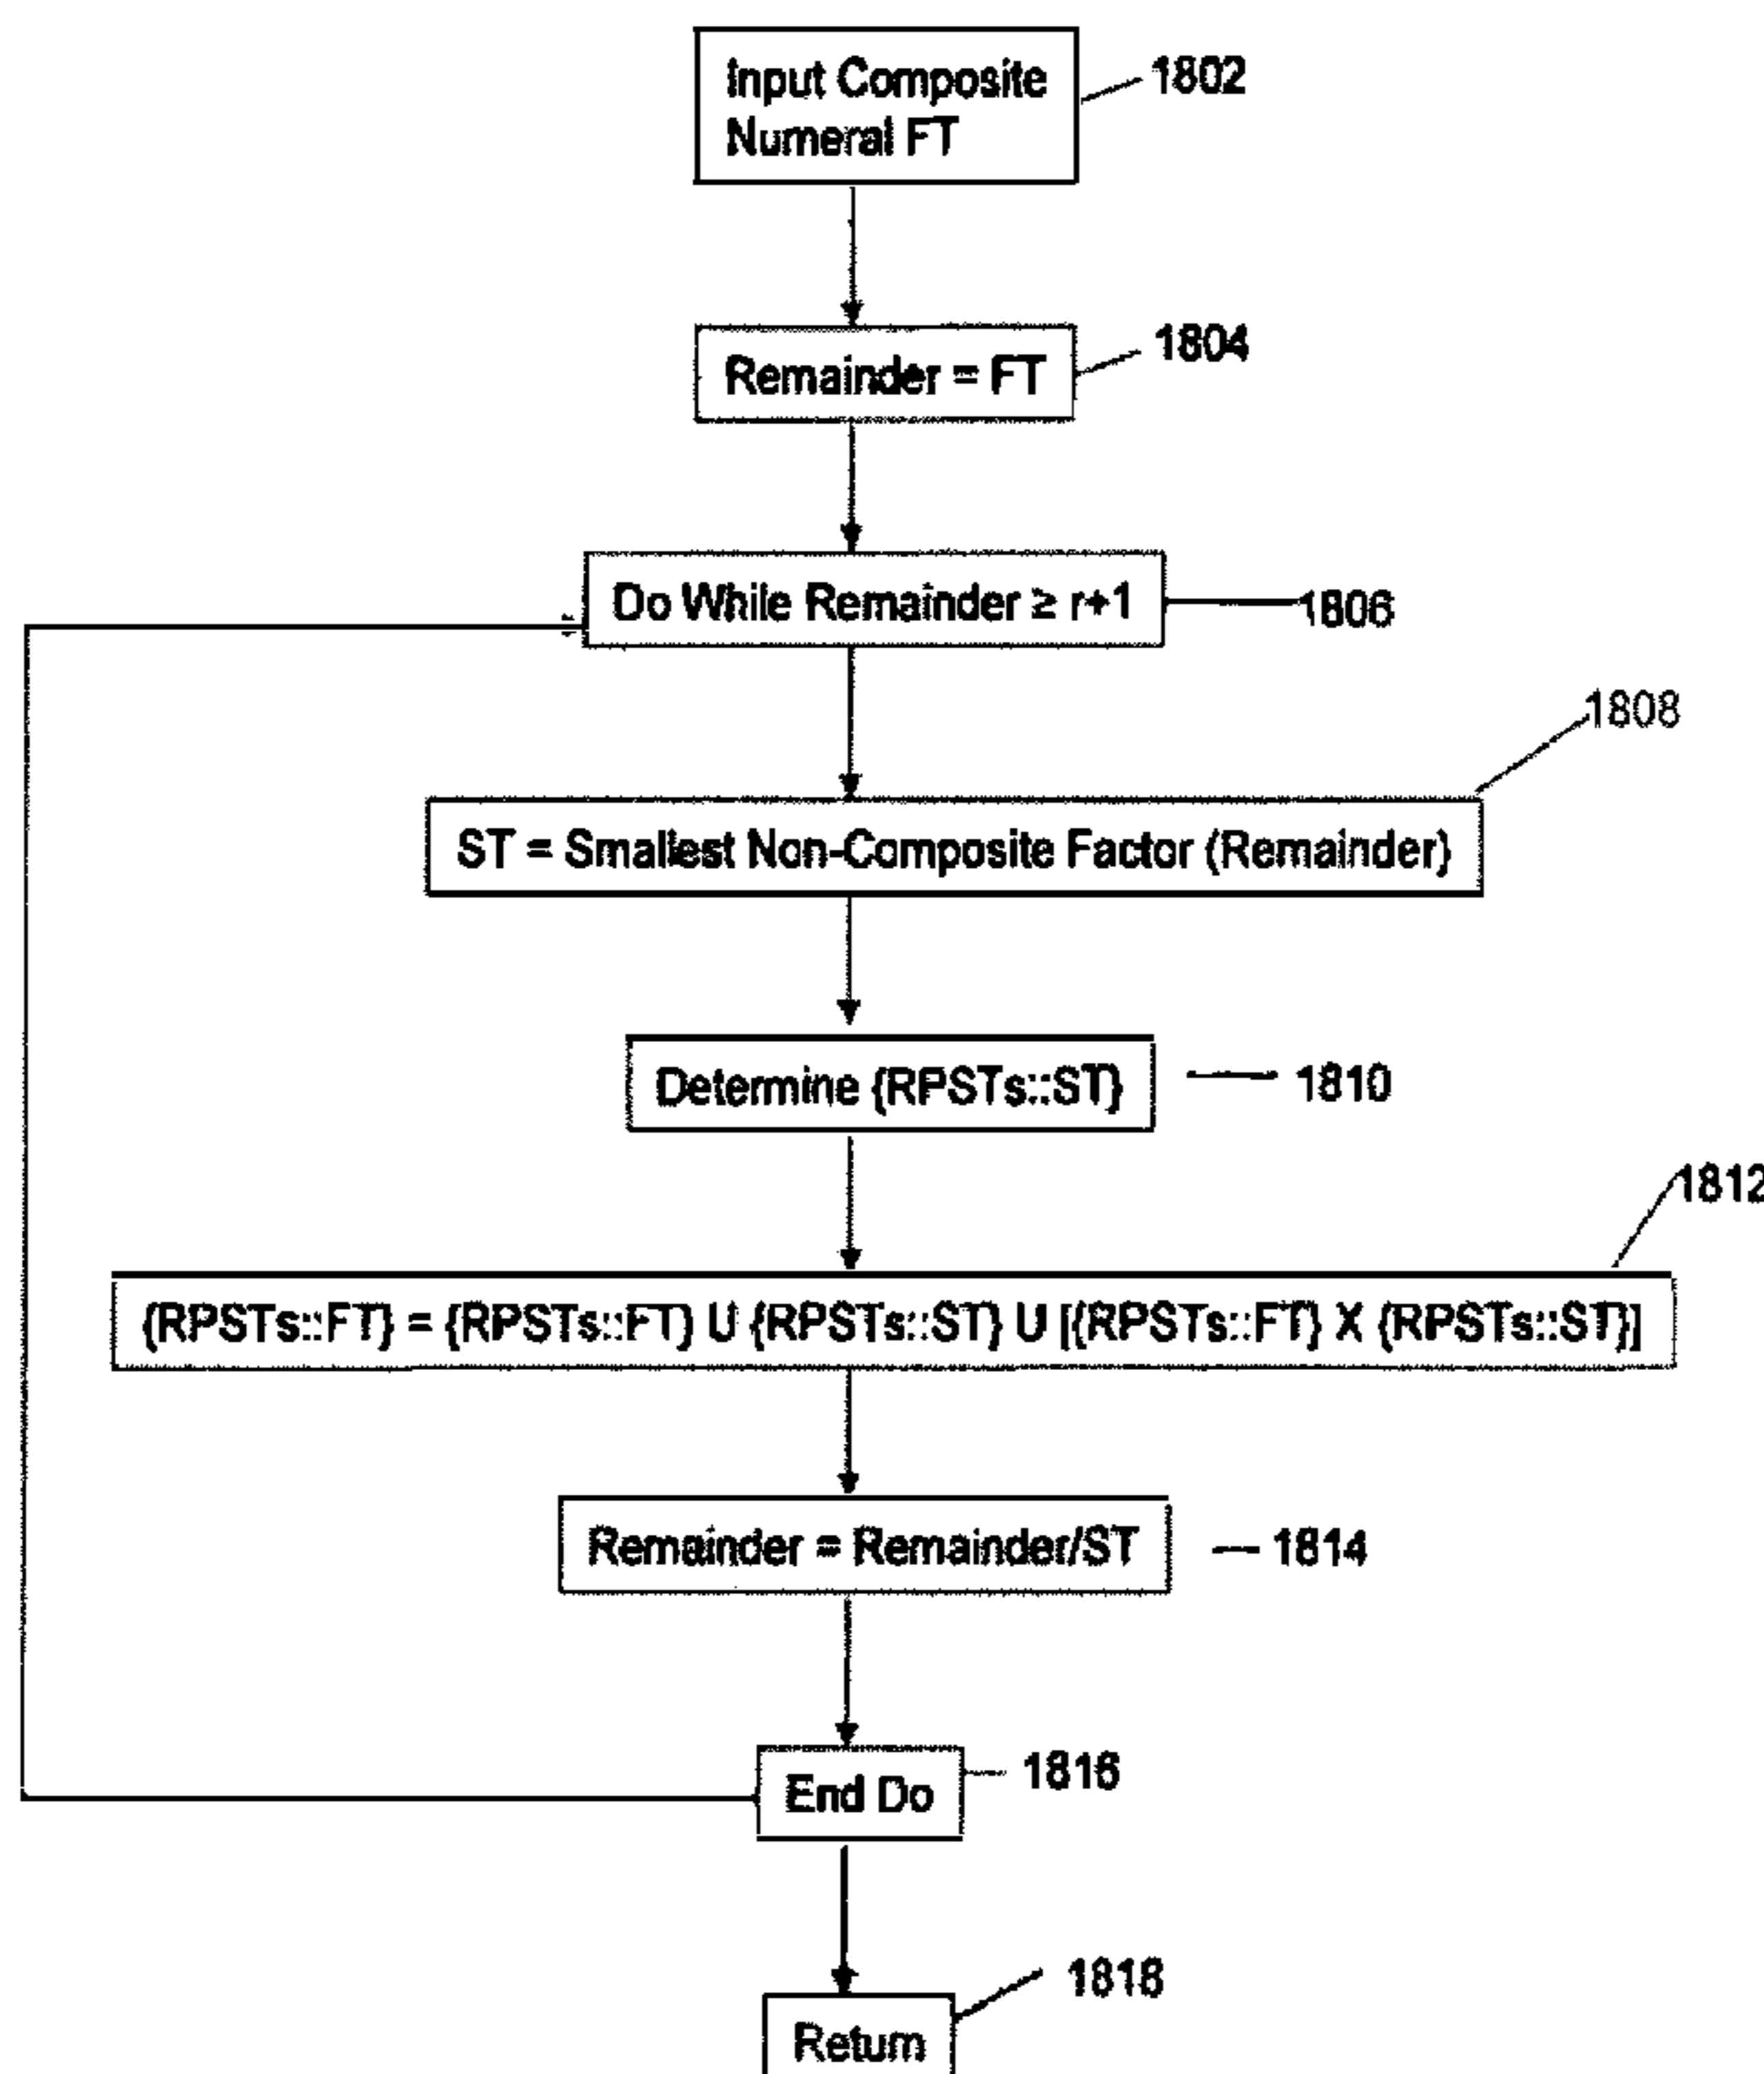 Input Composite
Numeral FT
1802
Remainder = FT
1804
Do While Remainder ≥ r+1
1806
1808
ST = Smallest Non-Composite Factor (Remainder)
Determine {RPSTs::ST}
1810
1812
{RPSTs::FT} = {RPSTs::FT} U {RPSTs::ST} U [{RPSTs::FT} X {RPSTs::ST}]
Remainder = Remainder/ST
1814
End Do
1816
1818
Return